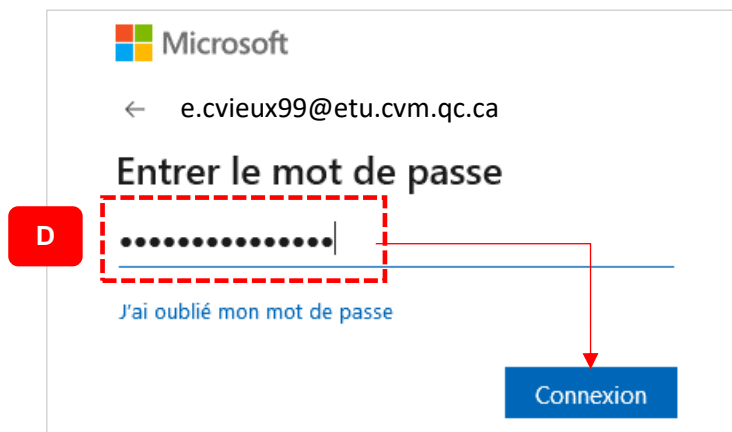 Microsoft
← e.cvieux99@etu.cvm.qc.ca
Entrer le mot de passe
D
•••••••••••••••
J'ai oublié mon mot de passe
Connexion